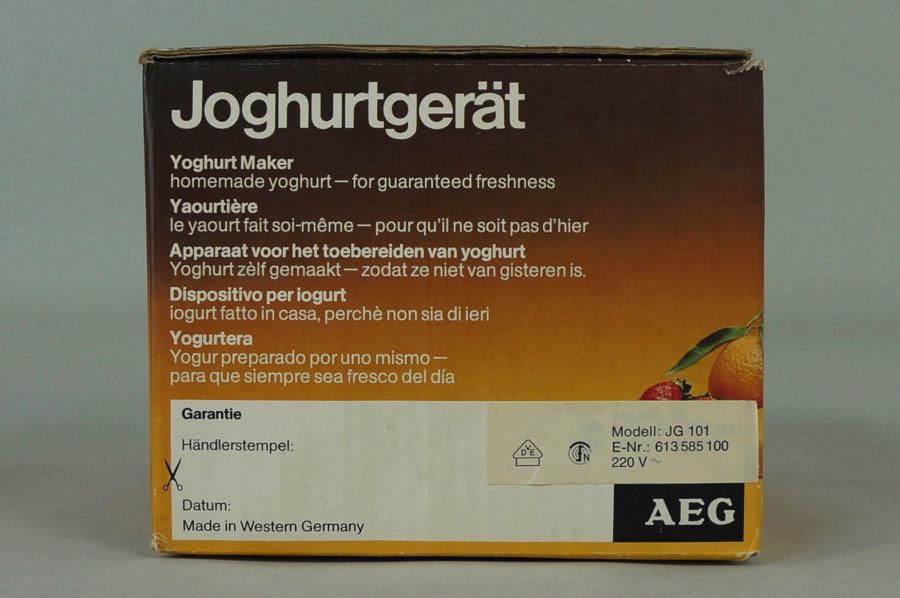 Joghurtgerät
Yoghurt Maker
homemade yoghurt — for guaranteed freshness
Yaourtière
le yaourt fait soi-même — pour qu'il ne soit pas d'hier
Apparaat voor het toebereiden van yoghurt
Yoghurt zèlf gemaakt — zodat ze niet van gisteren is.
Dispositivo per iogurt
iogurt fatto in casa, perchè non sia di ieri
Yogurtera
Yogur preparado por uno mismo —
para que siempre sea fresco del día
Garantie
Händlerstempel:
Modell: JG 101
E-Nr.: 613 585 100
220 V ~
VDE
Datum:
Made in Western Germany
AEG